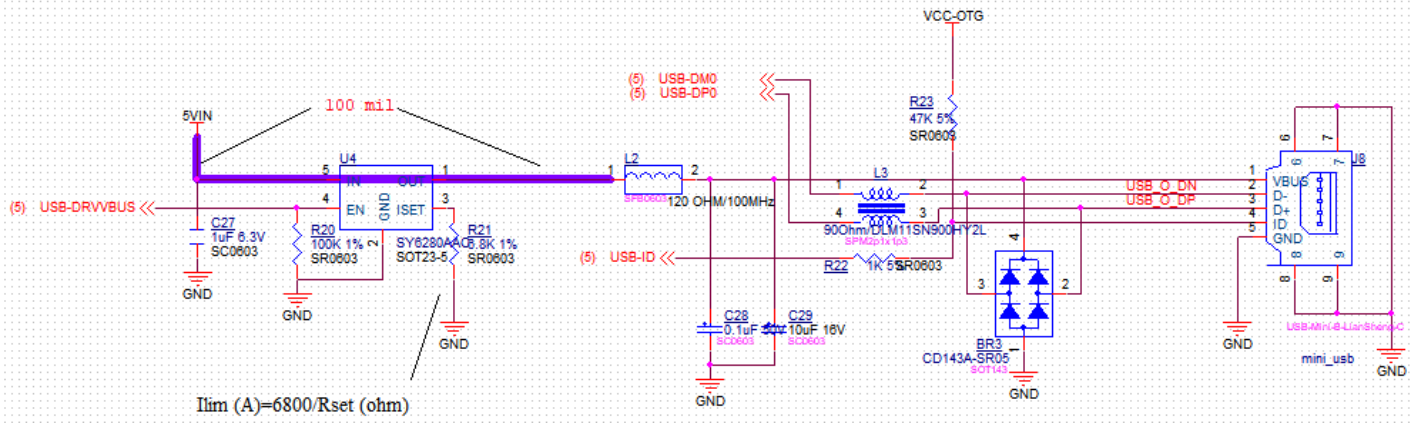 VCC-OTG
(5) USB-DM0
(5) USB-DP0
R23
47K 5%
SR0603
100 mil
5VIN
U4
5
IN
OUT
1
1
L2
2
SFB0603
120 OHM/100MHz
(5) USB-DRVVBUS
4
EN
GND
ISET
3
2
SY6280AAC
SOT23-5
C27
1uF 6.3V
SC0603
GND
R20
100K 1%
SR0603
GND
R21
6.8K 1%
SR0603
GND
1
L3
2
4
3
90Ohm/DLM11SN900HY2L
SPM2p1x1p3
(5) USB-ID
R22
1K 5%
SR0603
C28
0.1uF 50V
SC0603
C29
10uF 16V
SC0603
GND
4
3
2
1
BR3
CD143A-SR05
SOT143
GND
USB_O_DN
USB_O_DP
1
2
3
4
5
VBUS
D-
D+
ID
GND
6
7
6
7
8
9
8
9
J8
USB-Mini-B-LianSheng-C
mini_usb
GND
GND
Ilim (A)=6800/Rset (ohm)